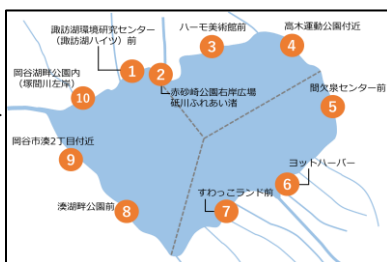 諏訪湖環境研究センター
(諏訪湖ハイツ)前
ハーモ美術館前
高木運動公園付近
1
2
3
4
赤砂崎公園右岸広場
砥川ふれあい渚
岡谷湖畔公園内
(塚間川左岸)
10
間欠泉センター前
5
岡谷市湊2丁目付近
9
ヨットハーバー
6
湊湖畔公園前
8
すわっこランド前
7